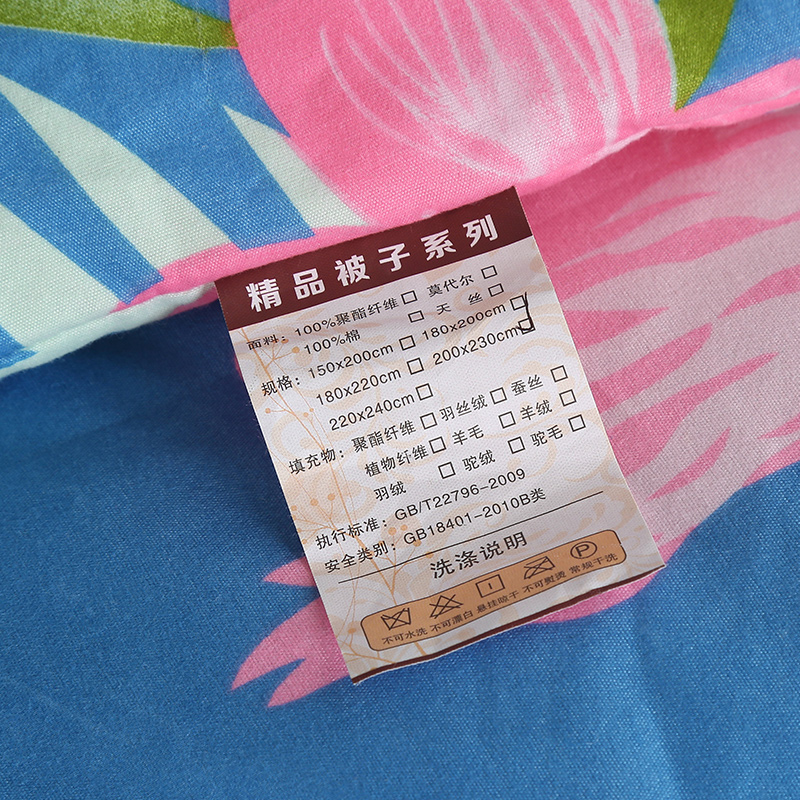 精品被子系列
面料：100%聚酯纤维□ 莫代尔□
100%棉 □ 天 丝□
规格：150x200cm□ 180x200cm□
180x220cm□ 200x230cm□
220x240cm□
填充物：聚酯纤维□ 羽丝绒□ 蚕丝□
植物纤维□ 羊毛□ 羊绒□
羽绒 □ 驼绒□ 驼毛□
执行标准：GB/T22796-2009
安全类别：GB18401-2010B类
洗涤说明
P
不可水洗 不可漂白 悬挂晾干 不可熨烫 常规干洗